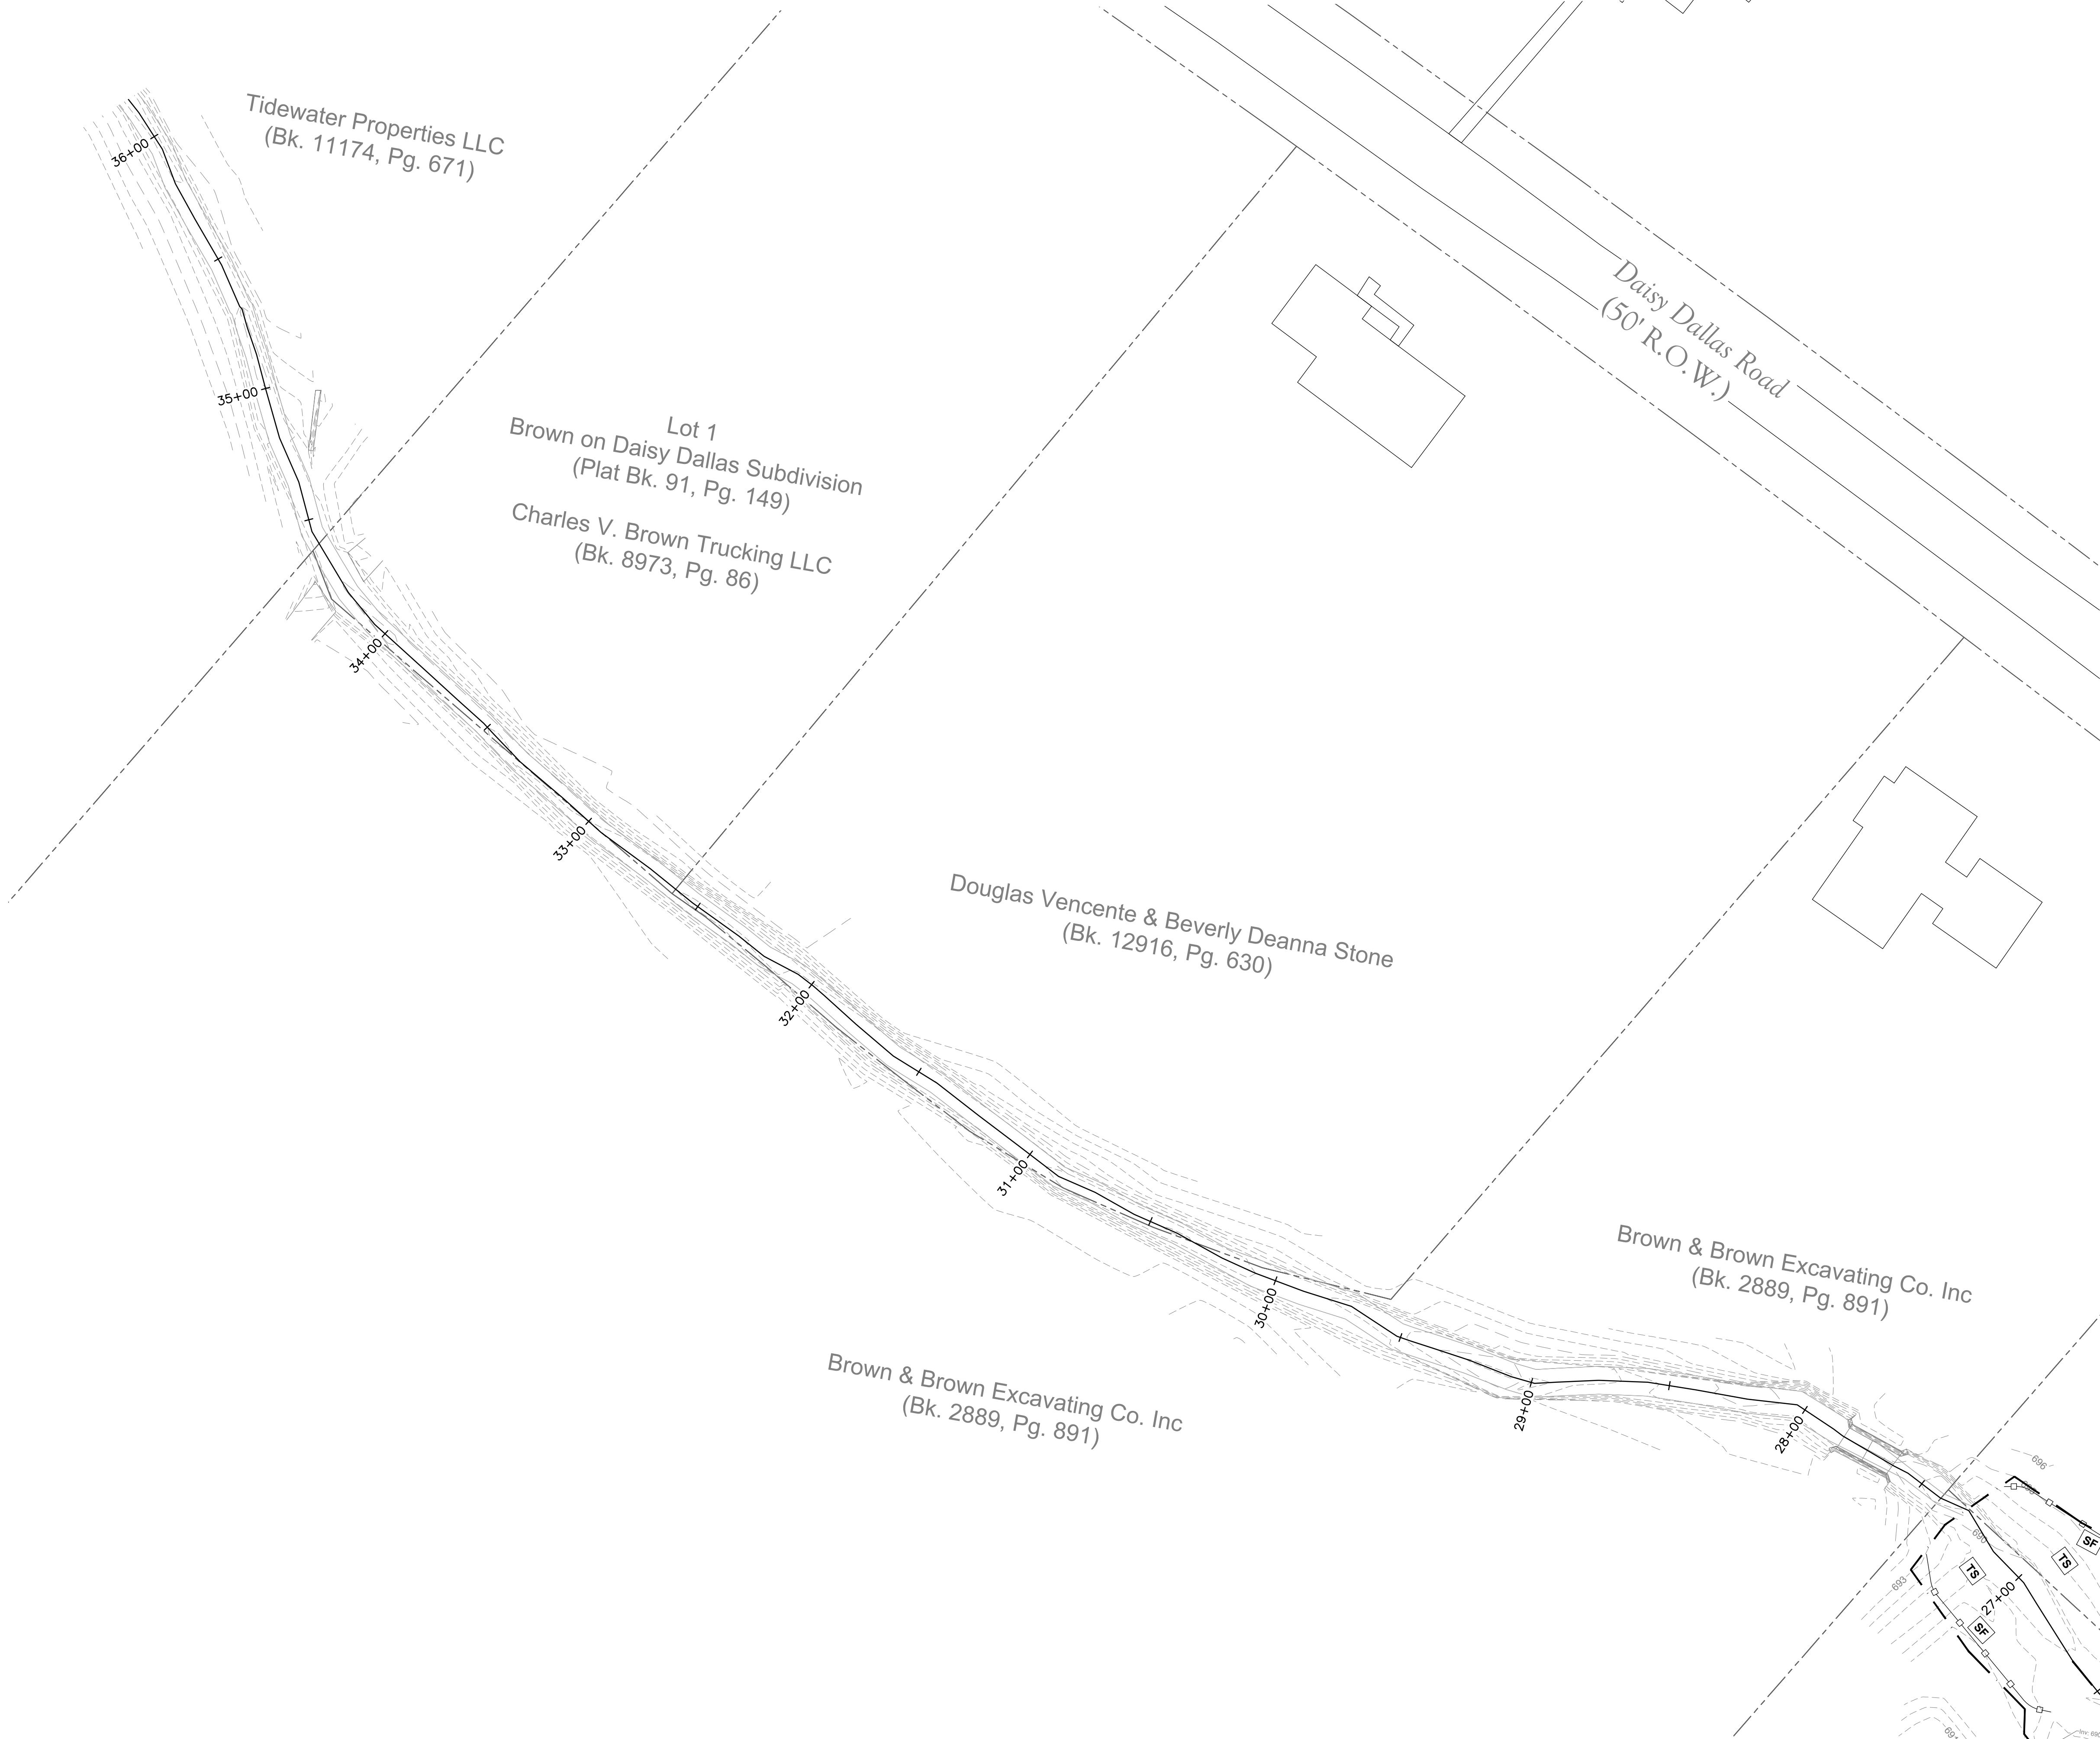 Tidewater Properties LLC
(Bk. 11174, Pg. 671)
36+00
Daisy Dallas Road
(50' R.O.W.)
35+00
Lot 1
Brown on Daisy Dallas Subdivision
(Plat Bk. 91, Pg. 149)
Charles V. Brown Trucking LLC
(Bk. 8973, Pg. 86)
34+00
33+00
Douglas Vencente & Beverly Deanna Stone
(Bk. 12916, Pg. 630)
32+00
31+00
Brown & Brown Excavating Co. Inc
(Bk. 2889, Pg. 891)
30+00
Brown & Brown Excavating Co. Inc
(Bk. 2889, Pg. 891)
29+00
28+00
696
SF
TS
TS
693
27+00
SF